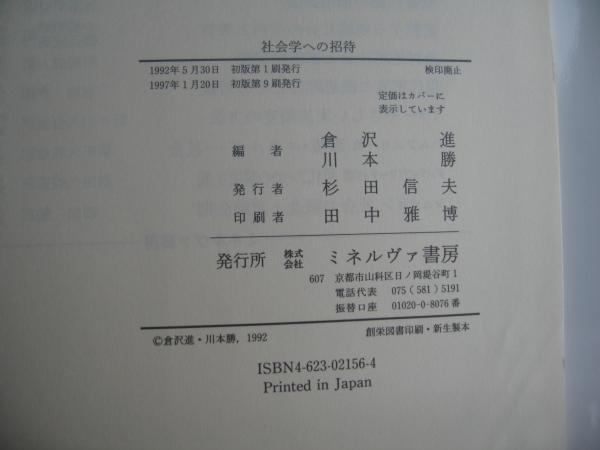 社会学への招待
1992年5月30日 初版第1刷発行 検印廃止
1997年1月20日 初版第9刷発行
定価はカバーに
表示しています
編者 倉沢進
川本勝
発行者 杉田信夫
印刷者 田中雅博
発行所 株式会社 ミネルヴァ書房
607 京都市山科区日ノ岡堤谷町1
電話代表 075(581)5191
振替口座 01020-0-8076番
©倉沢進・川本勝, 1992 創栄図書印刷・新生製本
ISBN4-623-02156-4
Printed in Japan